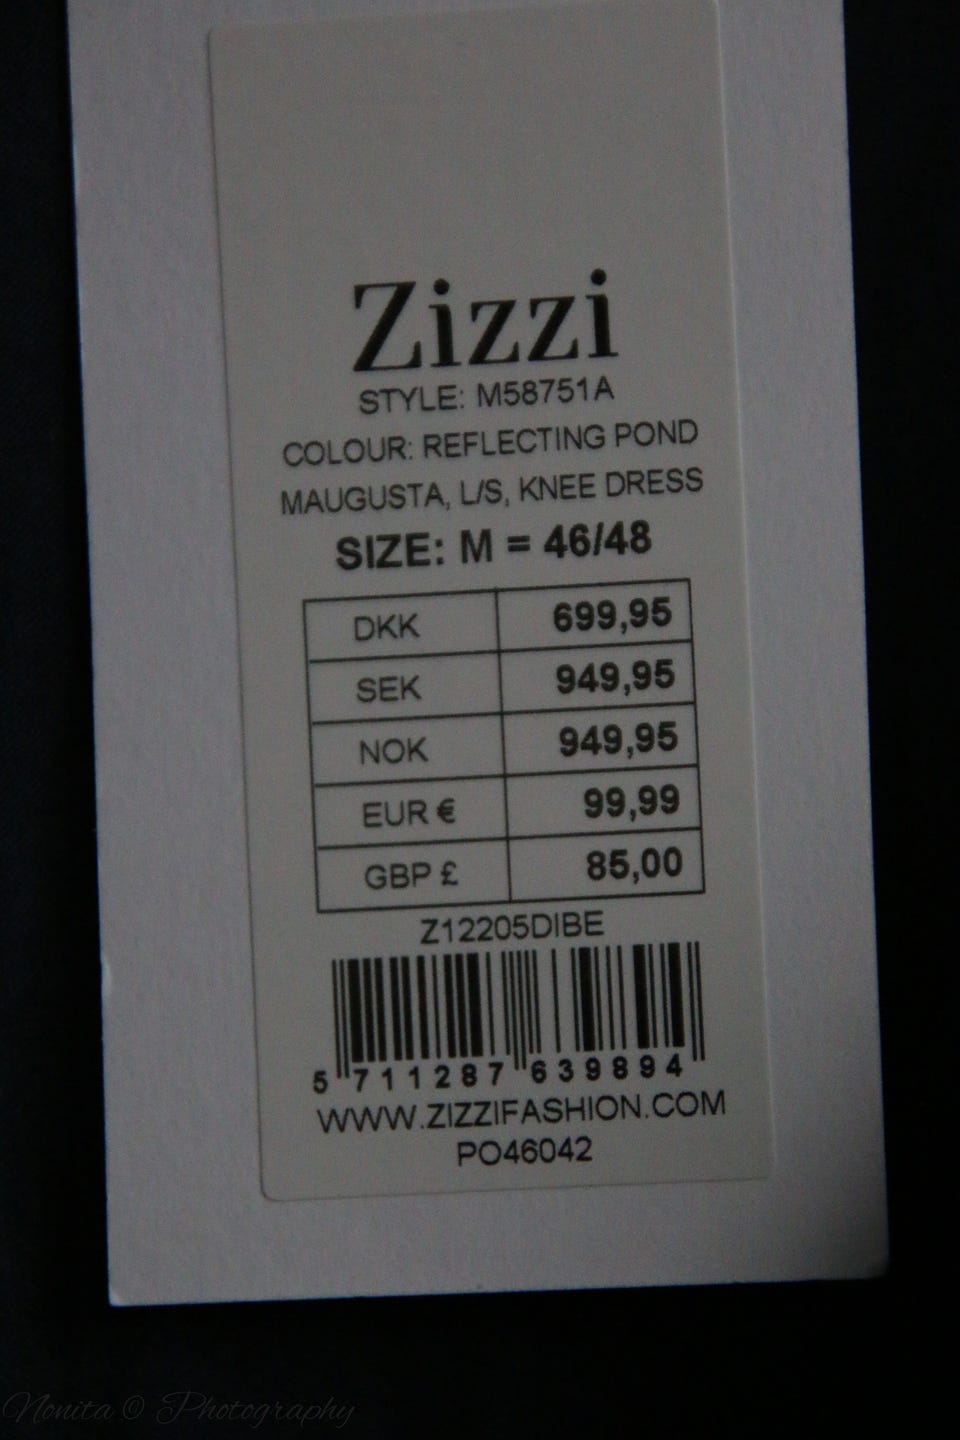 Zizzi
STYLE: M58751A
COLOUR: REFLECTING POND
MAUGUSTA, L/S, KNEE DRESS
SIZE: M = 46/48
DKK 699,95
SEK 949,95
NOK 949,95
EUR € 99,99
GBP £ 85,00
Z12205DIBE
5 711287 639894
WWW.ZIZZIFASHION.COM
PO46042
Nonita © Photography